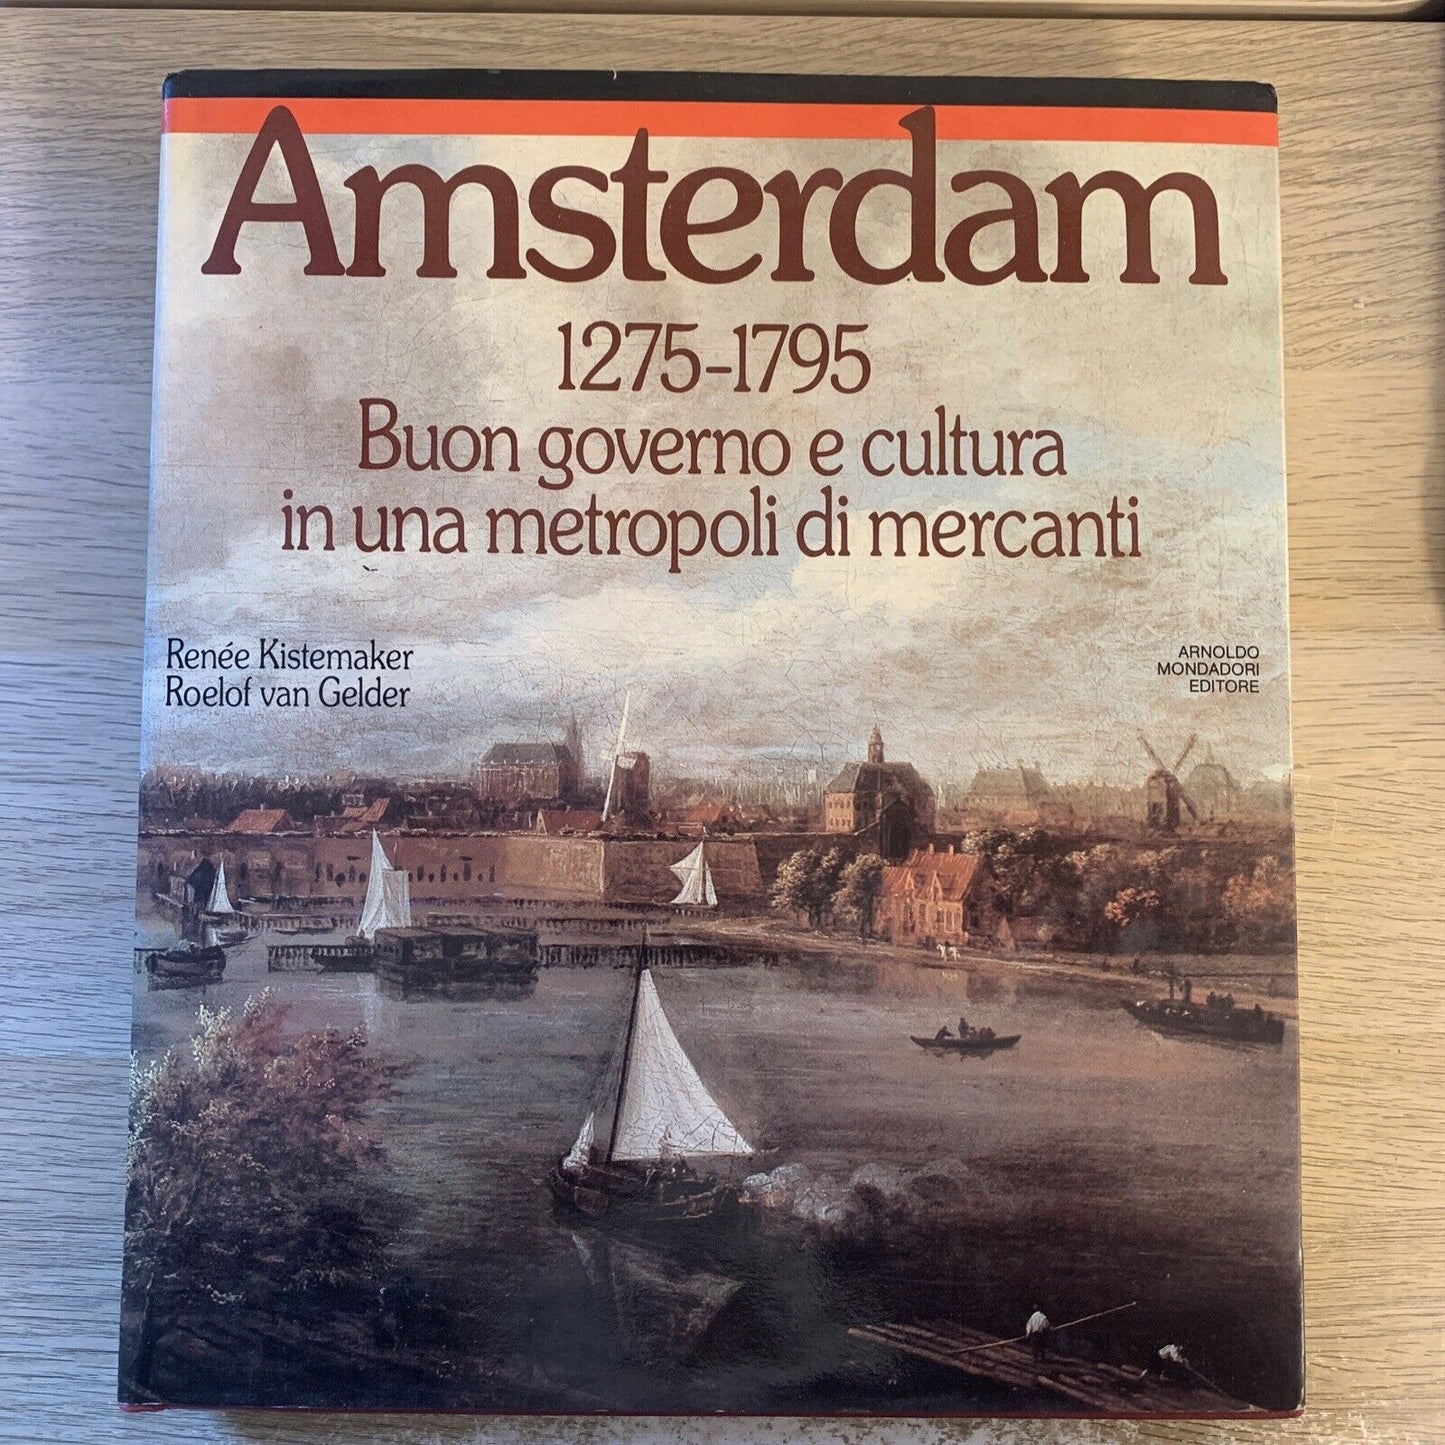 Amsterdam
1275-1795
Buon governo e cultura
in una metropoli di mercanti
Renée Kistemaker
Roelof van Gelder
ARNOLDO
MONDADORI
EDITORE